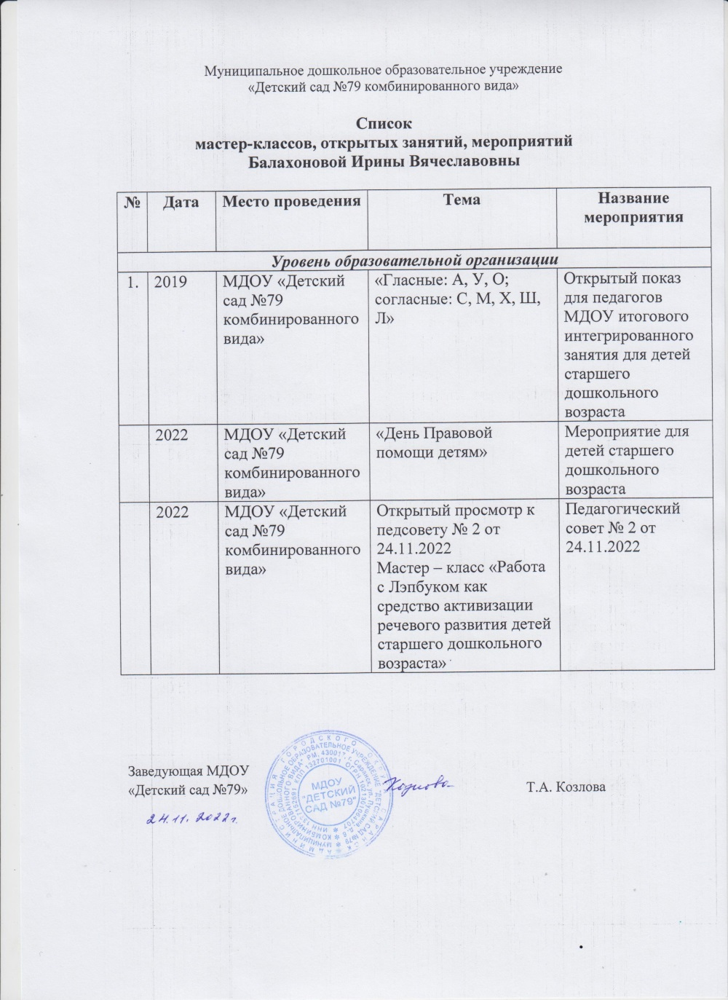 Муниципальное дошкольное образовательное учреждение
«Детский сад №79 комбинированного вида»
Список
мастер-классов, открытых занятий, мероприятий
Балахоновой Ирины Вячеславовны
№ Дата Место проведения Тема Название
мероприятия
Уровень образовательной организации
1. 2019
МДОУ «Детский
сад №79
комбинированного
вида»
«Гласные: А, У, О;
согласные: С, М, Х, Ш,
Л»
Открытый показ
для педагогов
МДОУ итогового
интегрированного
занятия для детей
старшего
дошкольного
возраста
2022
МДОУ «Детский
сад №79
комбинированного
вида»
«День Правовой
помощи детям»
Мероприятие для
детей старшего
дошкольного
возраста
2022
МДОУ «Детский
сад №79
комбинированного
вида»
Открытый просмотр к
педсовету № 2 от
24.11.2022
Мастер – класс «Работа
с Лэпбуком как
средство активизации
речевого развития детей
старшего дошкольного
возраста»
Педагогический
совет № 2 от
24.11.2022
Заведующая МДОУ
«Детский сад №79»
Т.А. Козлова
24.11.2022г.
МДОУ
"ДЕТСКИЙ
САД №79"